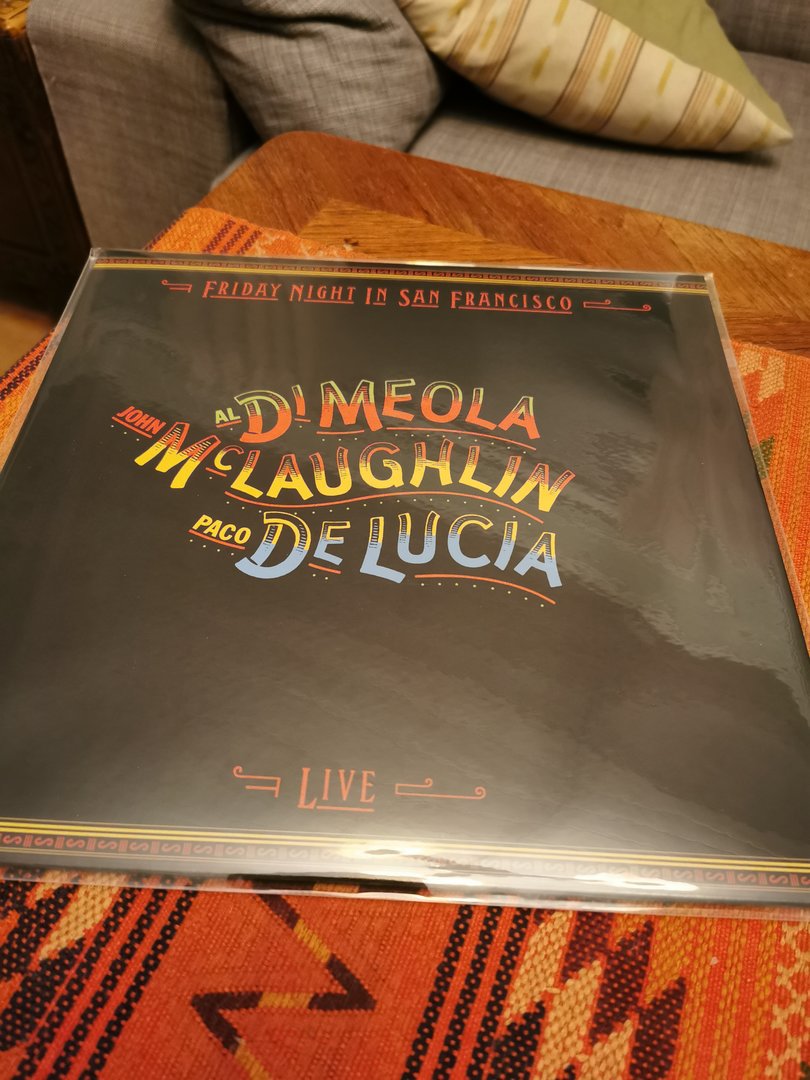 Friday Night In San Francisco
AL DI MEOLA
JOHN McLAUGHLIN
PACO DE LUCIA
LIVE